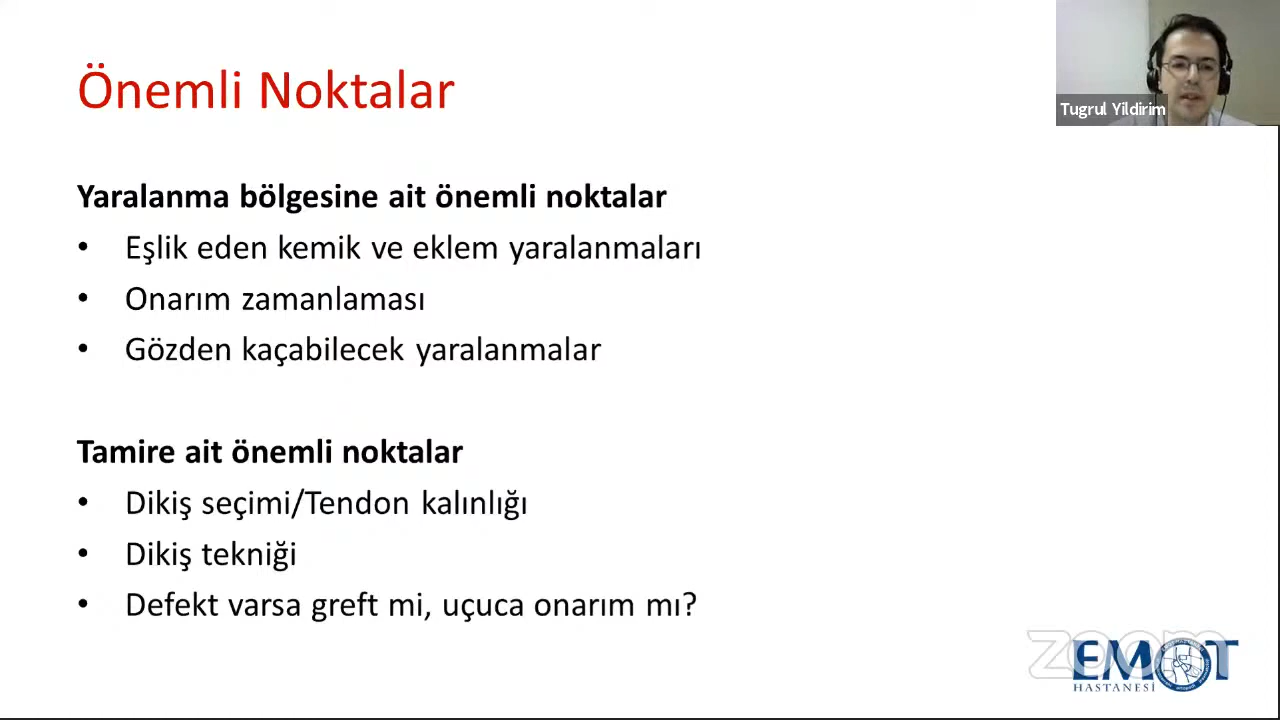 Önemli Noktalar
Tugrul Yildirim
Yaralanma bölgesine ait önemli noktalar
• Eşlik eden kemik ve eklem yaralanmaları
• Onarım zamanlaması
• Gözden kaçabilecek yaralanmalar
Tamire ait önemli noktalar
• Dikiş seçimi/Tendon kalınlığı
• Dikiş tekniği
• Defekt varsa greft mi, uçuca onarım mı?
zoom
EMOT
HASTANESİ